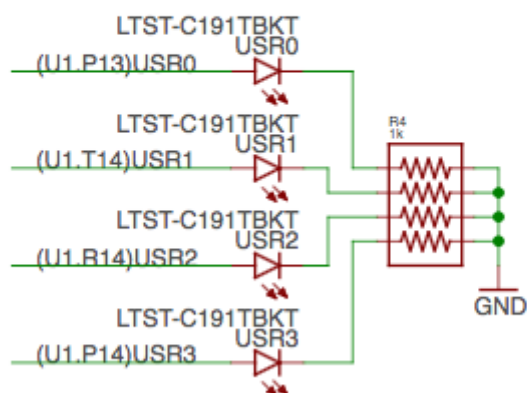 LTST-C191TBKT
USR0
(U1.P13)USR0
R4
1k
LTST-C191TBKT
USR1
(U1.T14)USR1
LTST-C191TBKT
USR2
(U1.R14)USR2
GND
LTST-C191TBKT
USR3
(U1.P14)USR3